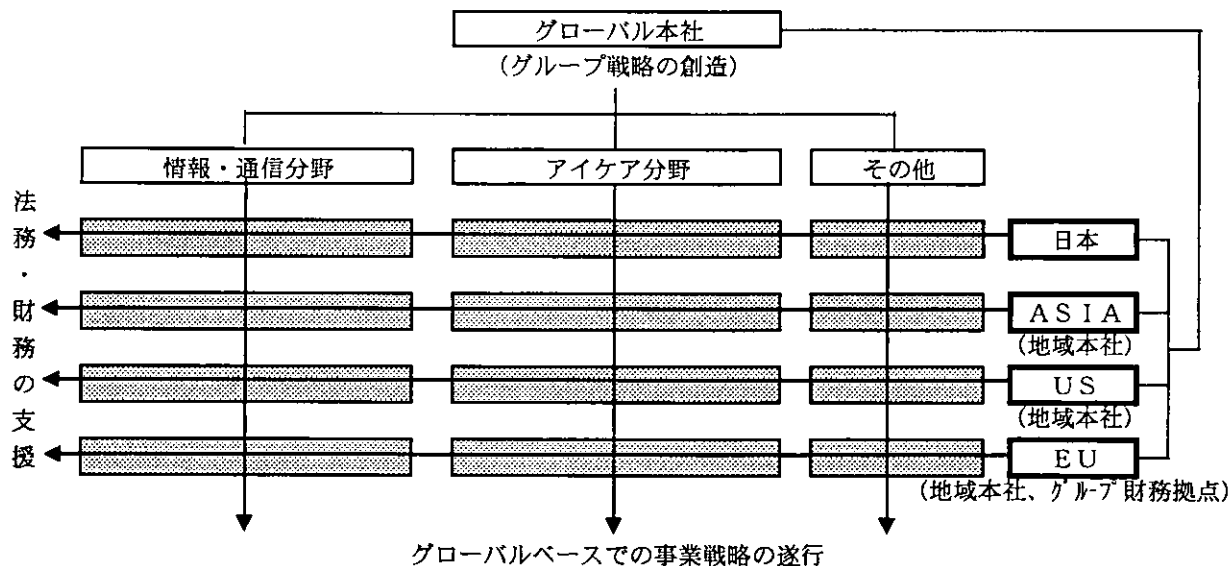 グローバル本社
(グループ戦略の創造)
情報・通信分野
アイケア分野
その他
法務・財務の支援
日本
ASIA
(地域本社)
US
(地域本社)
EU
(地域本社、グループ財務拠点)
グローバルベースでの事業戦略の遂行